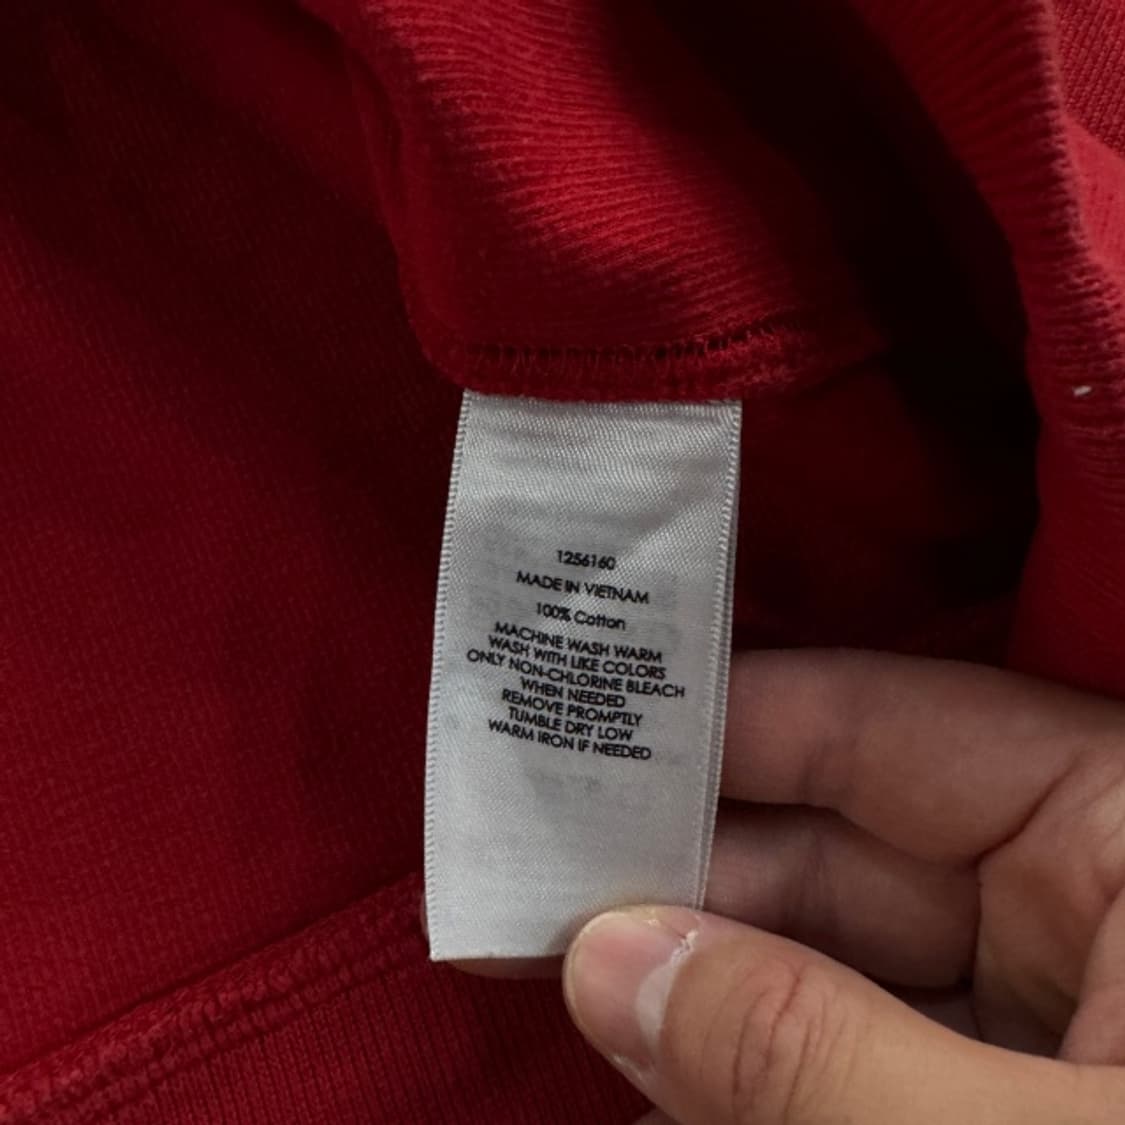 1256160
MADE IN VIETNAM
100% Cotton
MACHINE WASH WARM
WASH WITH LIKE COLORS
ONLY NON-CHLORINE BLEACH
WHEN NEEDED
REMOVE PROMPTLY
TUMBLE DRY LOW
WARM IRON IF NEEDED